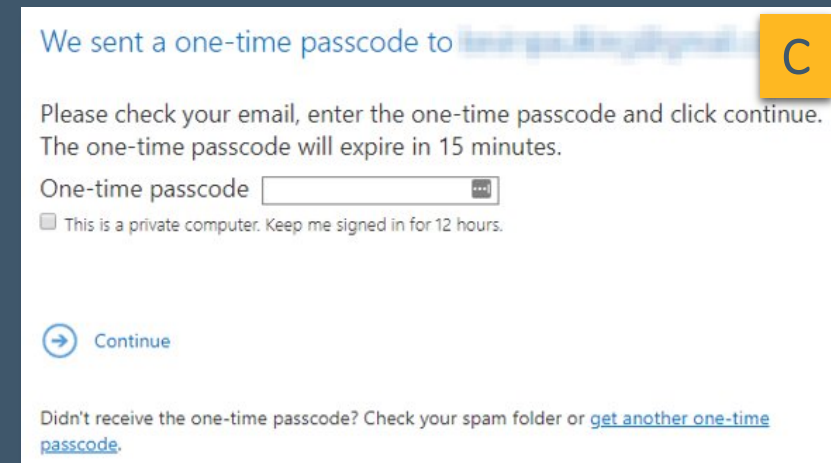 We sent a one-time passcode to
C
Please check your email, enter the one-time passcode and click continue.
The one-time passcode will expire in 15 minutes.
One-time passcode
This is a private computer. Keep me signed in for 12 hours.
Continue
Didn't receive the one-time passcode? Check your spam folder or get another one-time
passcode.